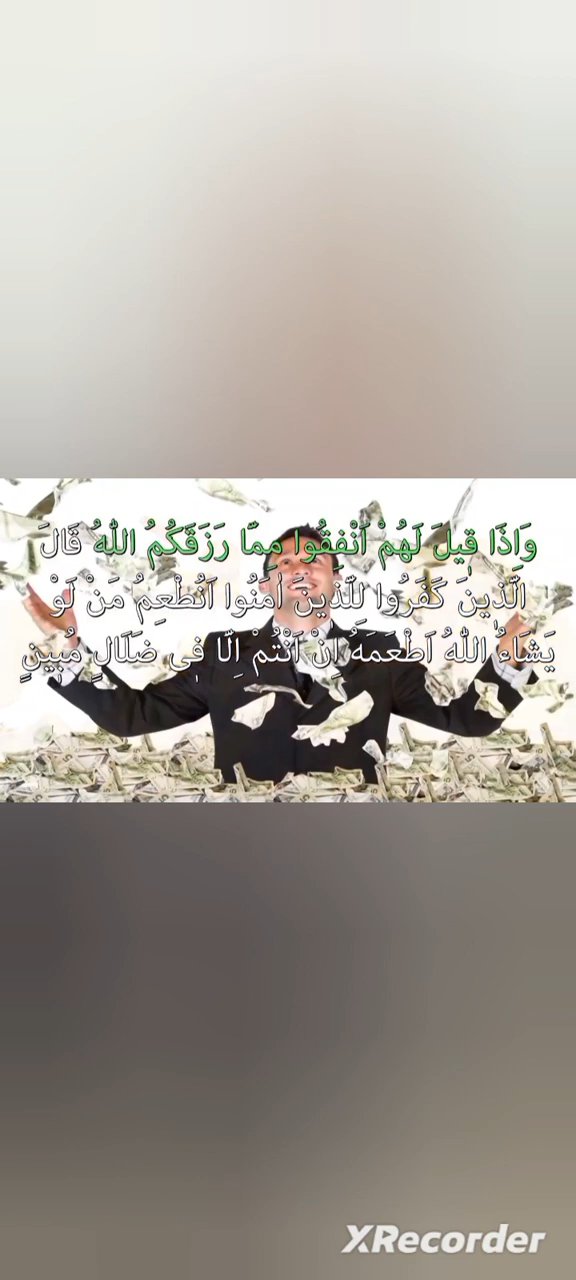 وَاِذَا قٖيلَ لَهُمْ اَنْفِقُوا مِمَّا رَزَقَكُمُ اللّٰهُ قَالَ
الَّذٖينَ كَفَرُوا لِلَّذٖينَ اٰمَنُوا اَنُطْعِمُ مَنْ لَوْ
يَشَاءُ اللّٰهُ اَطْعَمَهُ اِنْ اَنْتُمْ اِلَّا فٖى ضَلَالٍ مُبٖينٍ
XRecorder